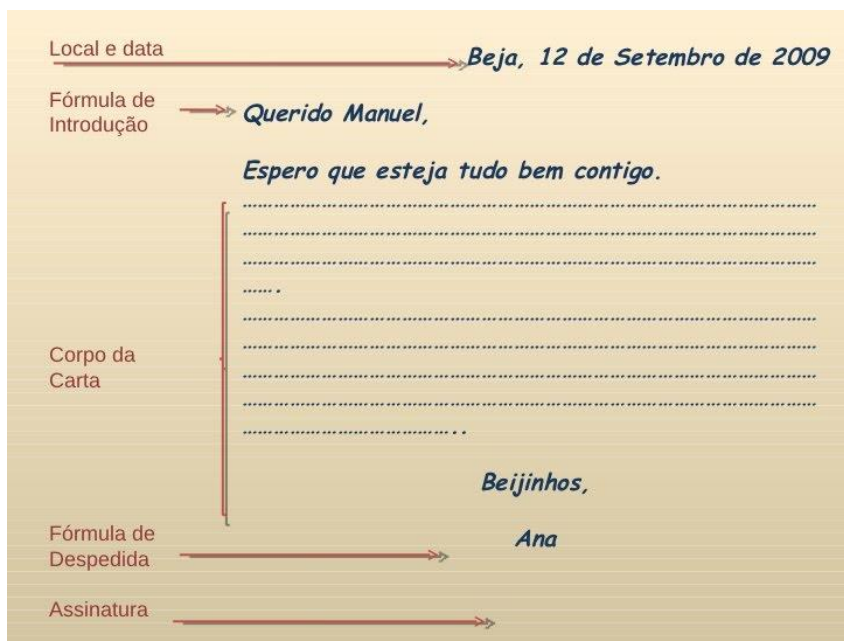 Local e data
Beja, 12 de Setembro de 2009
Fórmula de
Introdução
Querido Manuel,
Espero que esteja tudo bem contigo.
……………………………………………………………………………………………
……………………………………………………………………………………………
……………………………………………………………………………………………
…….
……………………………………………………………………………………………
……………………………………………………………………………………………
……………………………………………………………………………………………
……………………………………………………………………………………………
………………………………..
Corpo da
Carta
Beijinhos,
Fórmula de
Despedida
Ana
Assinatura